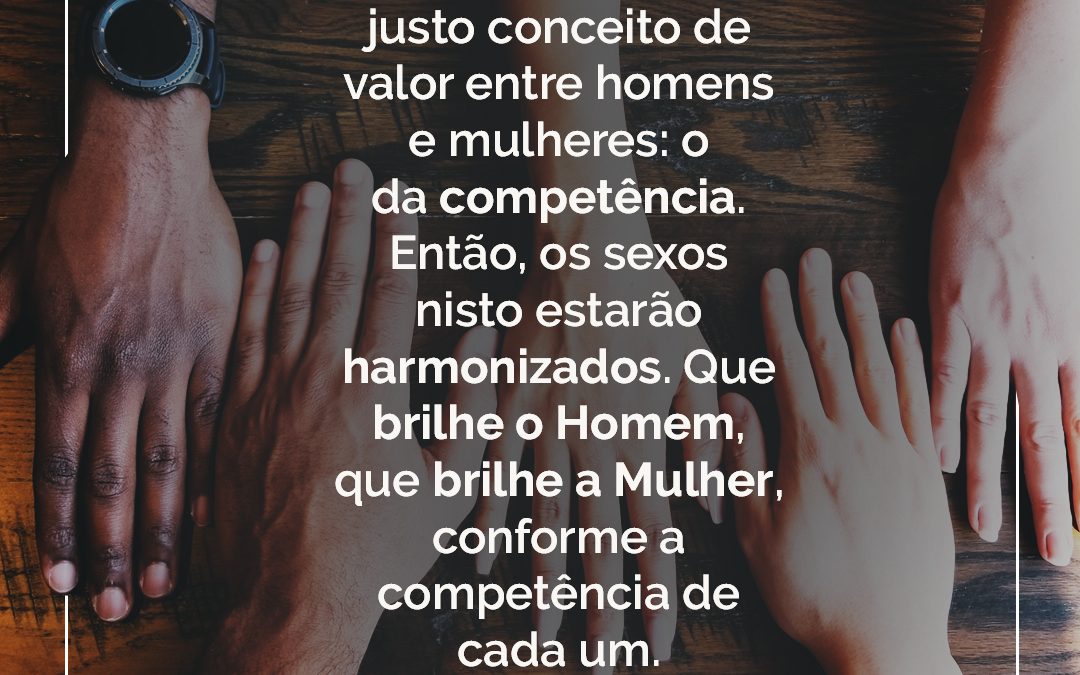 justo conceito de
valor entre homens
e mulheres: o
da competência.
Então, os sexos
nisto estarão
harmonizados. Que
brilhe o Homem,
que brilhe a Mulher,
conforme a
competência de
cada um.